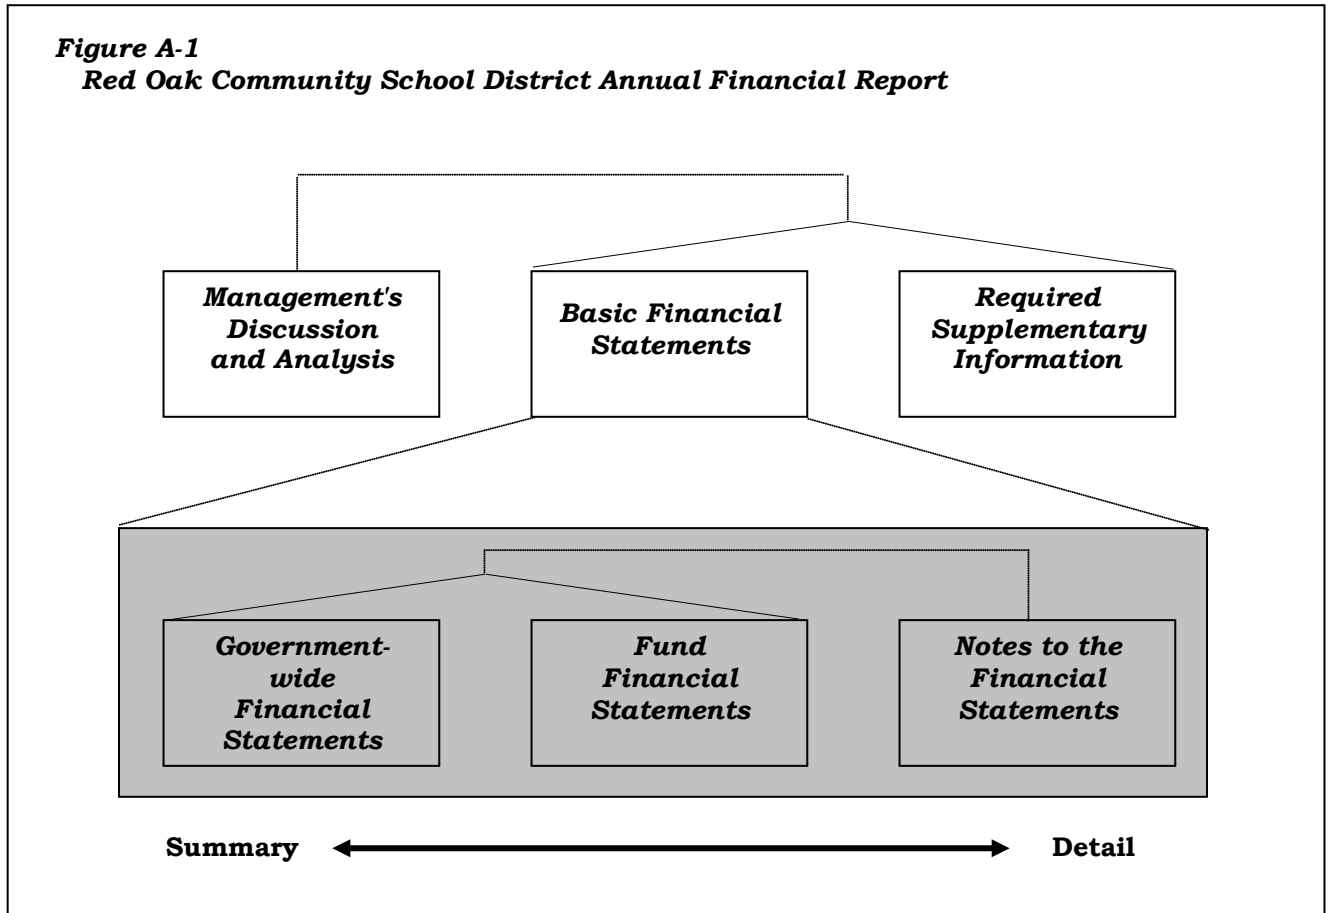 Figure A-1
Red Oak Community School District Annual Financial Report
Management's
Discussion
and Analysis
Basic Financial
Statements
Required
Supplementary
Information
Government-
wide
Financial
Statements
Fund
Financial
Statements
Notes to the
Financial
Statements
Summary
Detail